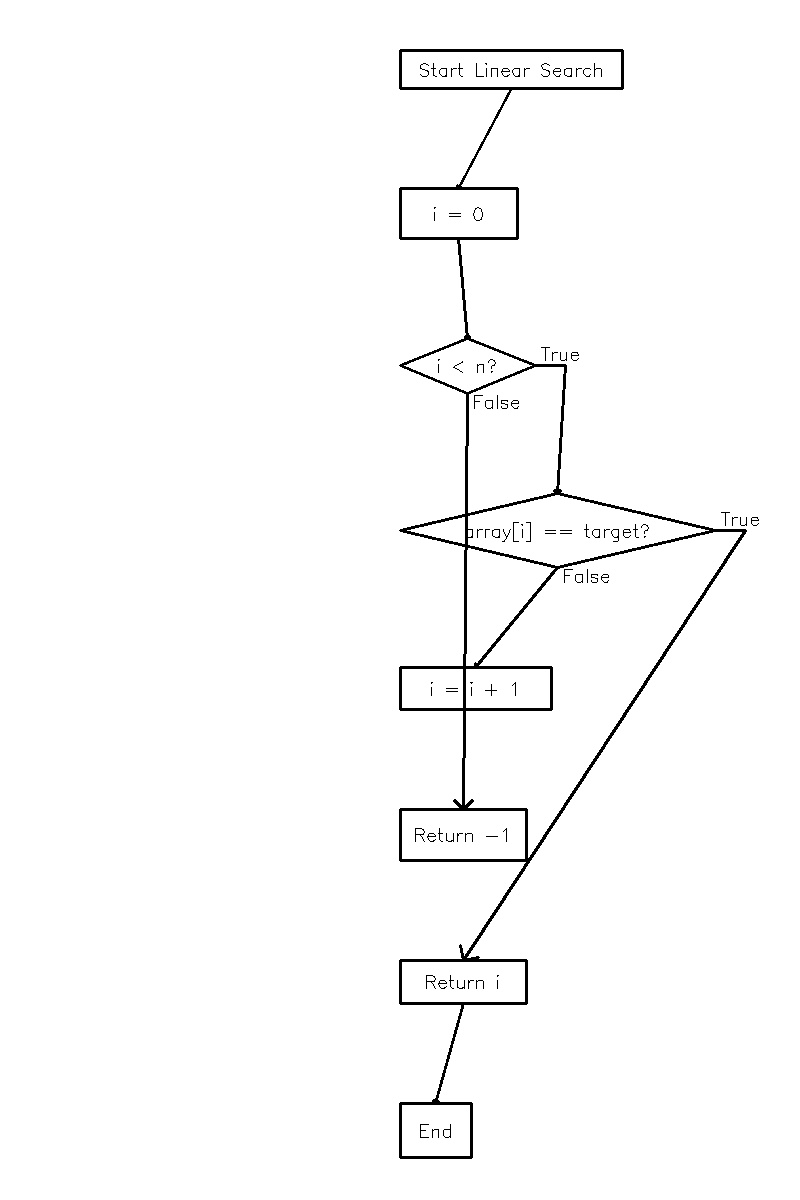 Start Linear Search
i = 0
i < n?
True
False
array[i] == target?
True
False
i = i + 1
Return -1
Return i
End